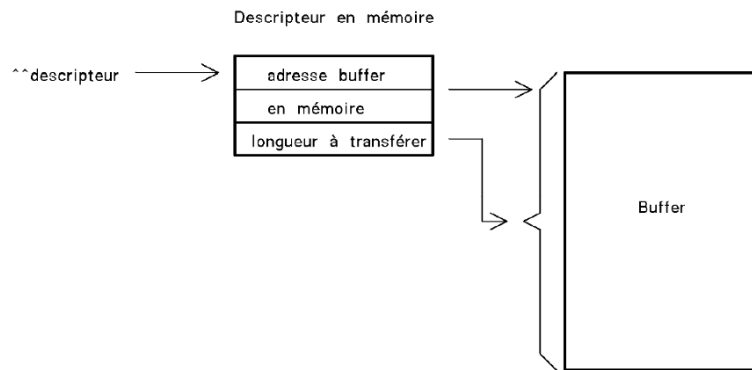 Descripteur en mémoire
^^descripteur
adresse buffer
en mémoire
longueur à transférer
Buffer